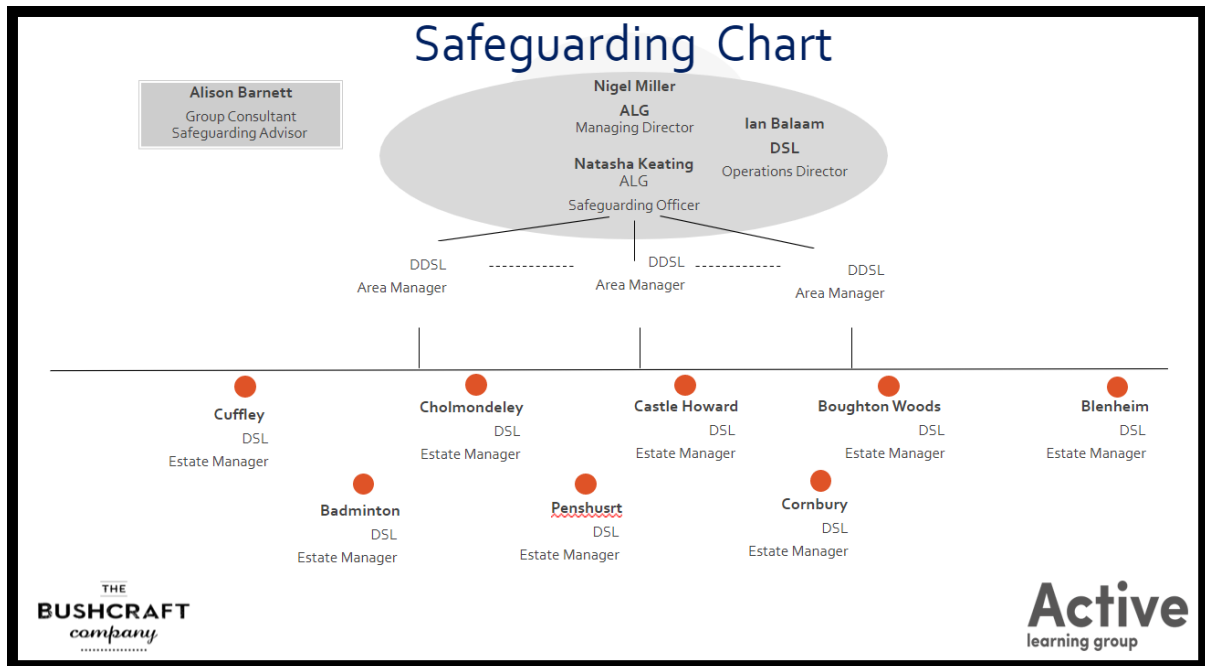 Safeguarding Chart
Alison Barnett
Group Consultant
Safeguarding Advisor
Nigel Miller
ALG
Managing Director
Natasha Keating
ALG
Safeguarding Officer
Ian Balaam
DSL
Operations Director
DDSL
Area Manager
DDSL
Area Manager
DDSL
Area Manager
Cuffley
DSL
Estate Manager
Cholmondeley
DSL
Estate Manager
Castle Howard
DSL
Estate Manager
Boughton Woods
DSL
Estate Manager
Blenheim
DSL
Estate Manager
Badminton
DSL
Estate Manager
Penshusrt
DSL
Estate Manager
Cornbury
DSL
Estate Manager
THE
BUSHCRAFT
company
Active
learning group